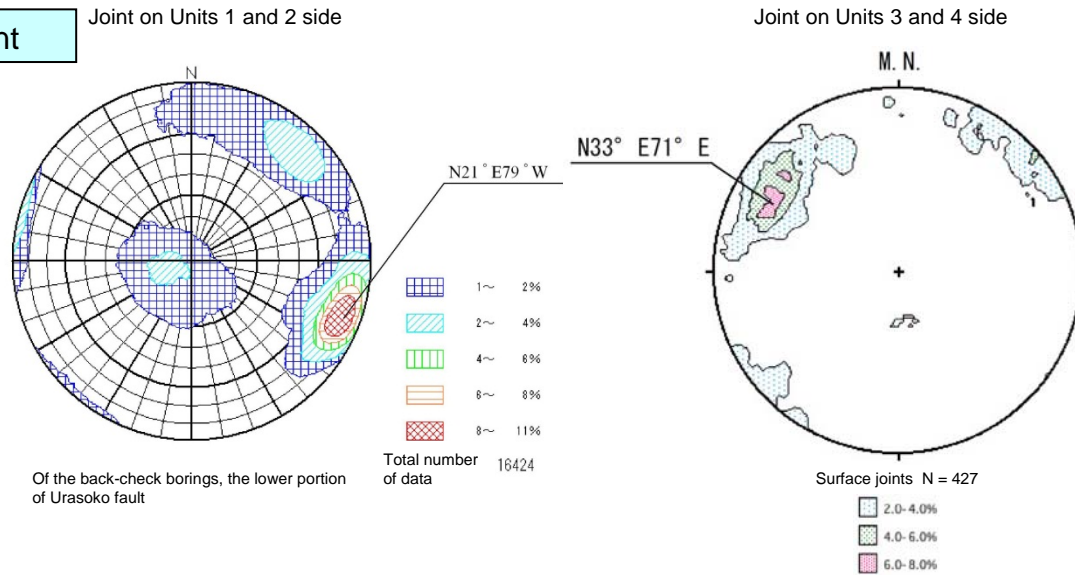 nt
Joint on Units 1 and 2 side
Joint on Units 3 and 4 side
N
M. N.
N33° E71° E
N21°E79°W
1～ 2%
2～ 4%
4～ 6%
6～ 8%
8～ 11%
Total number
of data
16424
Of the back-check borings, the lower portion
of Urasoko fault
Surface joints N = 427
2.0-4.0%
4.0-6.0%
6.0-8.0%